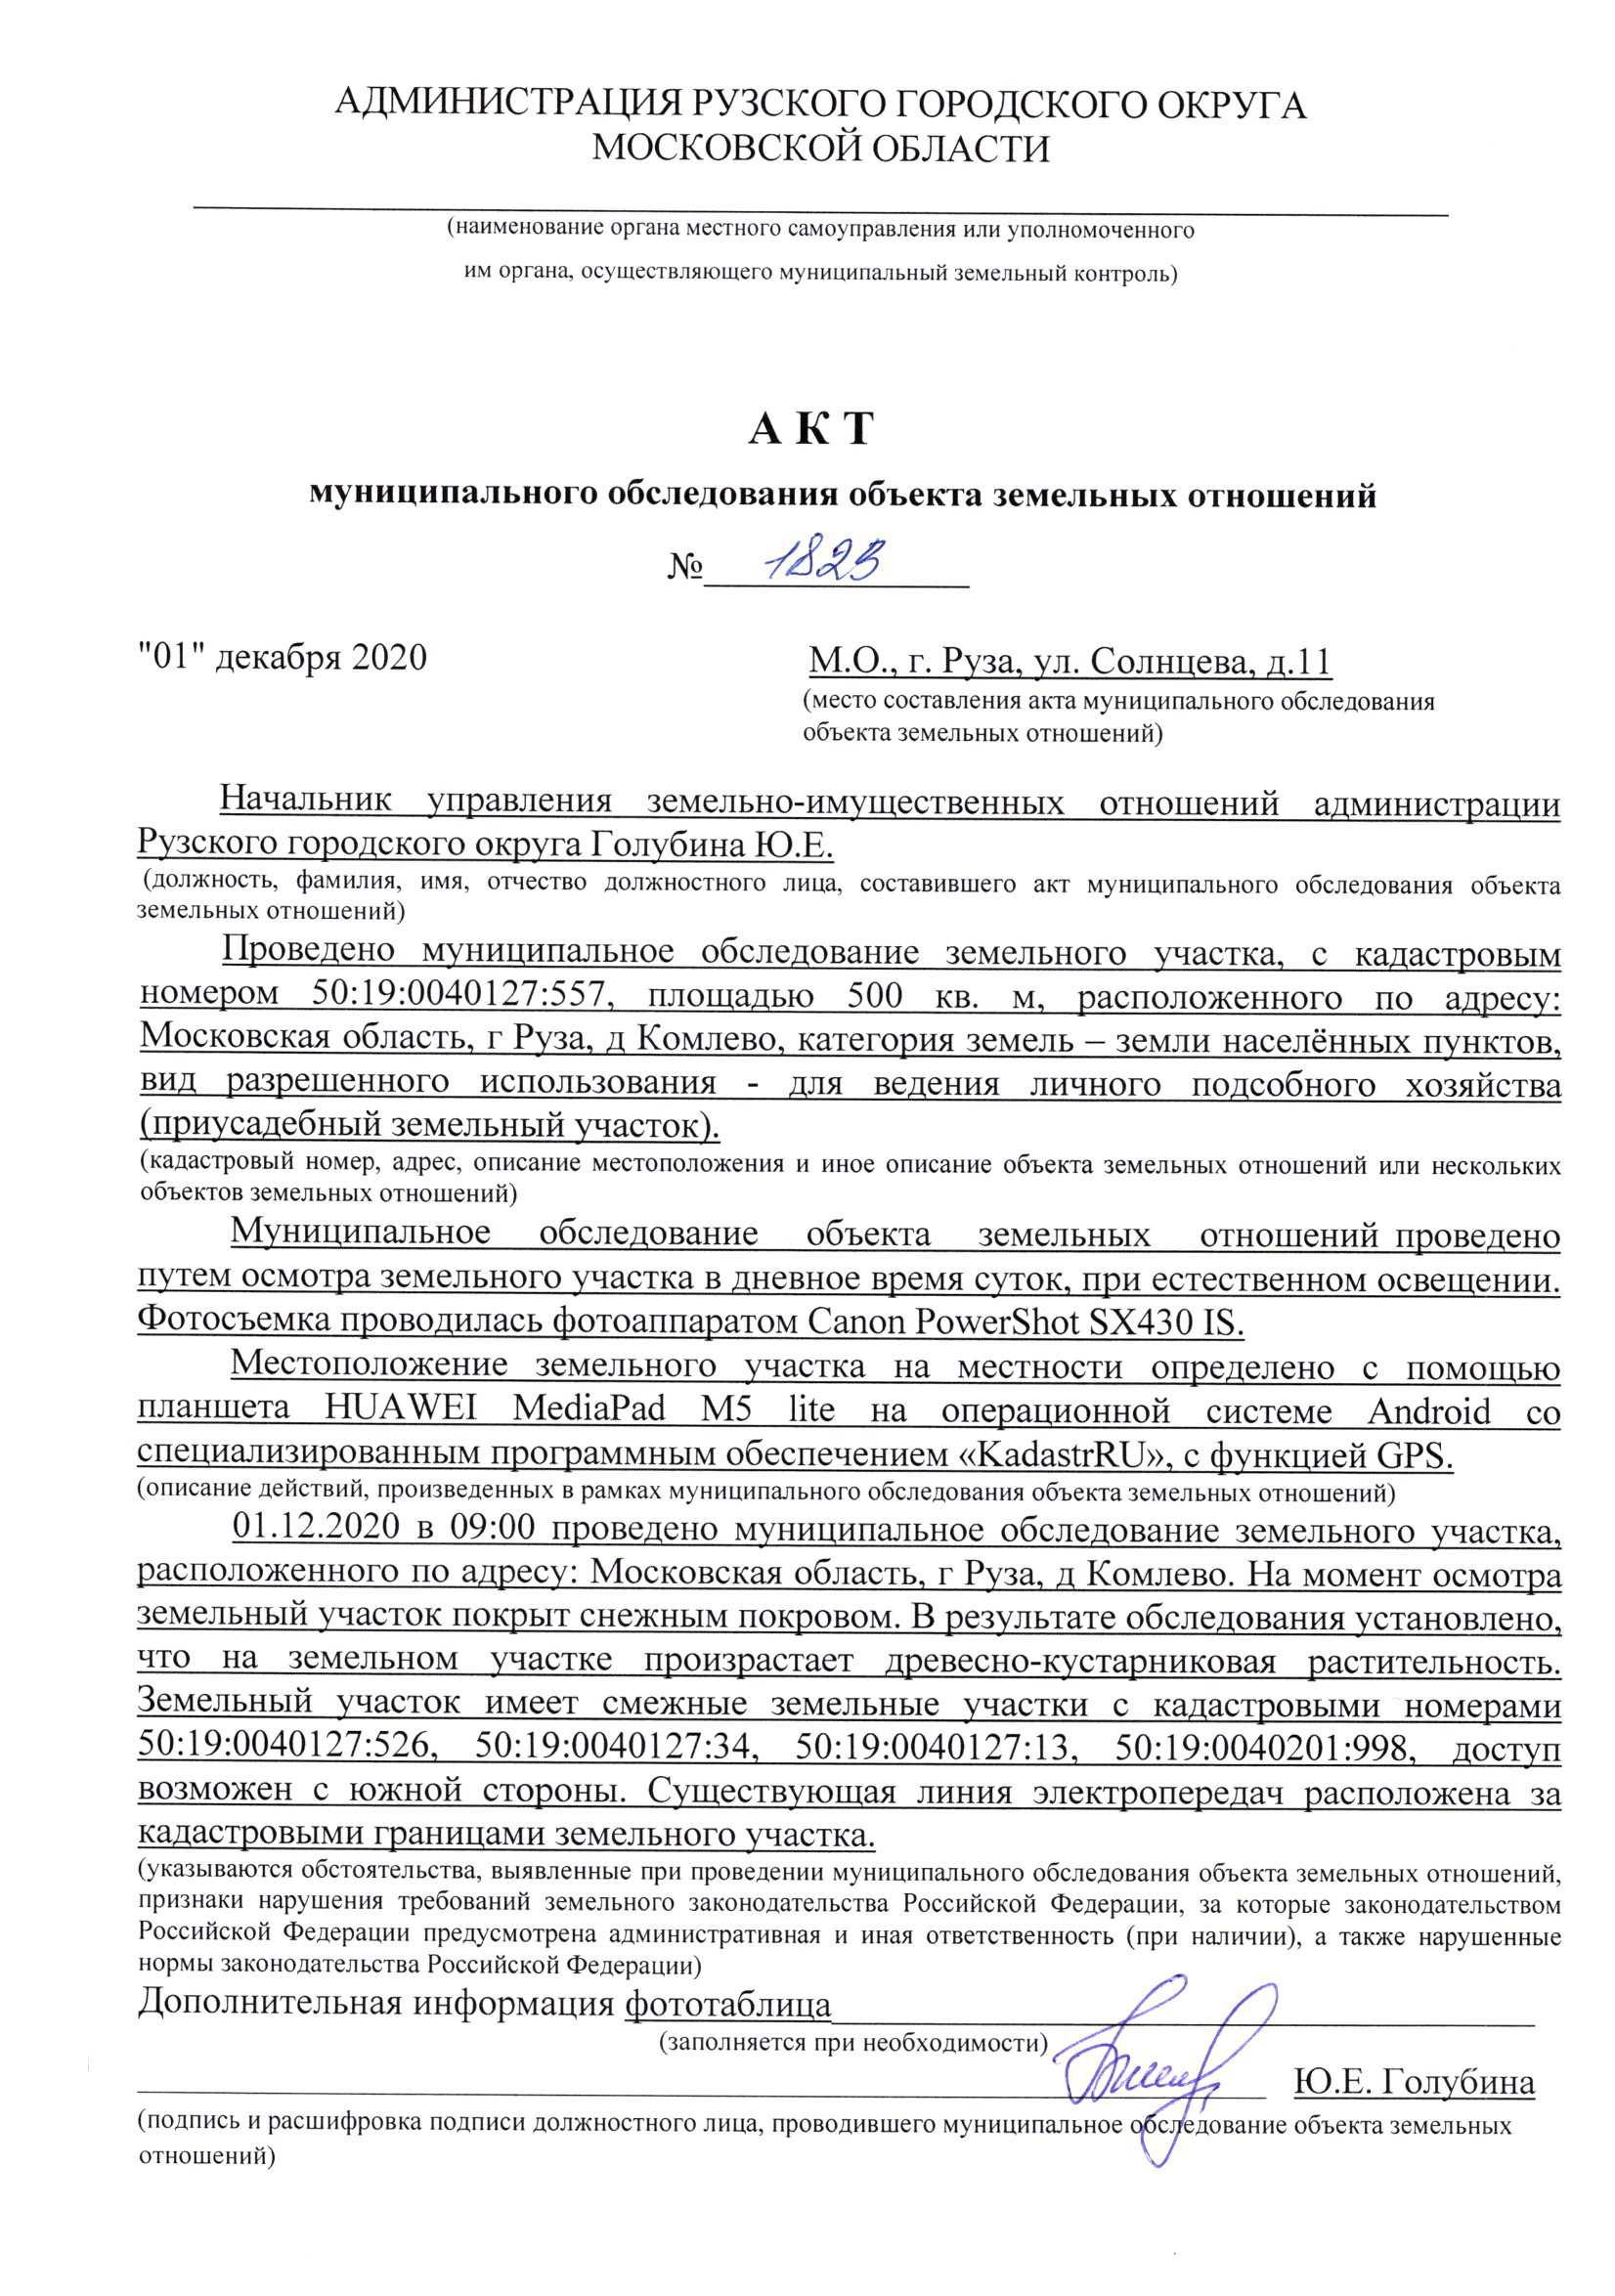 АДМИНИСТРАЦИЯ РУЗСКОГО ГОРОДСКОГО ОКРУГА
МОСКОВСКОЙ ОБЛАСТИ
(наименование органа местного самоуправления или уполномоченного
им органа, осуществляющего муниципальный земельный контроль)
А К Т
муниципального обследования объекта земельных отношений
№ 1823
"01" декабря 2020
М.О., г. Руза, ул. Солнцева, д.11
(место составления акта муниципального обследования
объекта земельных отношений)
Начальник управления земельно-имущественных отношений администрации
Рузского городского округа Голубина Ю.Е.
(должность, фамилия, имя, отчество должностного лица, составившего акт муниципального обследования объекта
земельных отношений)
Проведено муниципальное обследование земельного участка, с кадастровым
номером 50:19:0040127:557, площадью 500 кв. м, расположенного по адресу:
Московская область, г Руза, д Комлево, категория земель – земли населённых пунктов,
вид разрешенного использования - для ведения личного подсобного хозяйства
(приусадебный земельный участок).
(кадастровый номер, адрес, описание местоположения и иное описание объекта земельных отношений или нескольких
объектов земельных отношений)
Муниципальное обследование объекта земельных отношений проведено
путем осмотра земельного участка в дневное время суток, при естественном освещении.
Фотосъемка проводилась фотоаппаратом Canon PowerShot SX430 IS.
Местоположение земельного участка на местности определено с помощью
планшета HUAWEI MediaPad M5 lite на операционной системе Android со
специализированным программным обеспечением «KadastrRU», с функцией GPS.
(описание действий, произведенных в рамках муниципального обследования объекта земельных отношений)
01.12.2020 в 09:00 проведено муниципальное обследование земельного участка,
расположенного по адресу: Московская область, г Руза, д Комлево. На момент осмотра
земельный участок покрыт снежным покровом. В результате обследования установлено,
что на земельном участке произрастает древесно-кустарниковая растительность.
Земельный участок имеет смежные земельные участки с кадастровыми номерами
50:19:0040127:526, 50:19:0040127:34, 50:19:0040127:13, 50:19:0040201:998, доступ
возможен с южной стороны. Существующая линия электропередач расположена за
кадастровыми границами земельного участка.
(указываются обстоятельства, выявленные при проведении муниципального обследования объекта земельных отношений,
признаки нарушения требований земельного законодательства Российской Федерации, за которые законодательством
Российской Федерации предусмотрена административная и иная ответственность (при наличии), а также нарушенные
нормы законодательства Российской Федерации)
Дополнительная информация фототаблица
(заполняется при необходимости)
Ю.Е. Голубина
(подпись и расшифровка подписи должностного лица, проводившего муниципальное обследование объекта земельных
отношений)